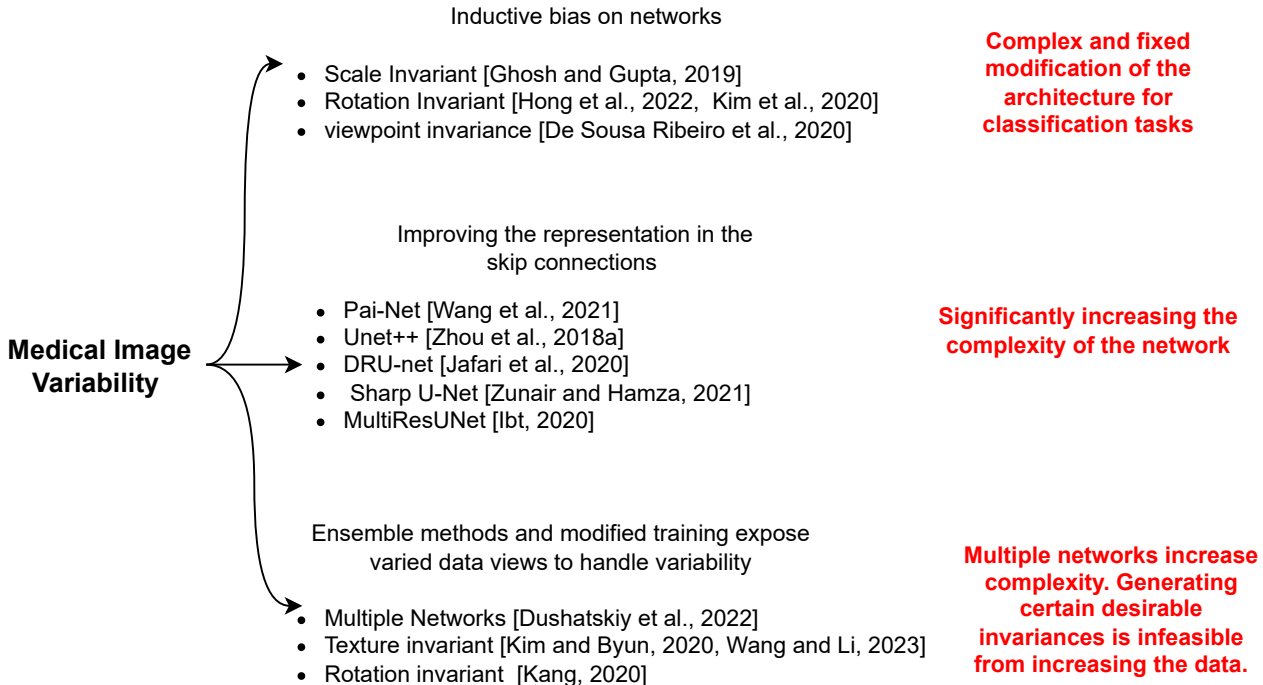 Inductive bias on networks
• Scale Invariant [Ghosh and Gupta, 2019]
• Rotation Invariant [Hong et al., 2022, Kim et al., 2020]
• viewpoint invariance [De Sousa Ribeiro et al., 2020]
Complex and fixed
modification of the
architecture for
classification tasks
Medical Image
Variability
Improving the representation in the
skip connections
• Pai-Net [Wang et al., 2021]
• Unet++ [Zhou et al., 2018a]
• DRU-net [Jafari et al., 2020]
• Sharp U-Net [Zunair and Hamza, 2021]
• MultiResUNet [Ibt, 2020]
Significantly increasing the
complexity of the network
Ensemble methods and modified training expose
varied data views to handle variability
• Multiple Networks [Dushatskiy et al., 2022]
• Texture invariant [Kim and Byun, 2020, Wang and Li, 2023]
• Rotation invariant [Kang, 2020]
Multiple networks increase
complexity. Generating
certain desirable
invariances is infeasible
from increasing the data.